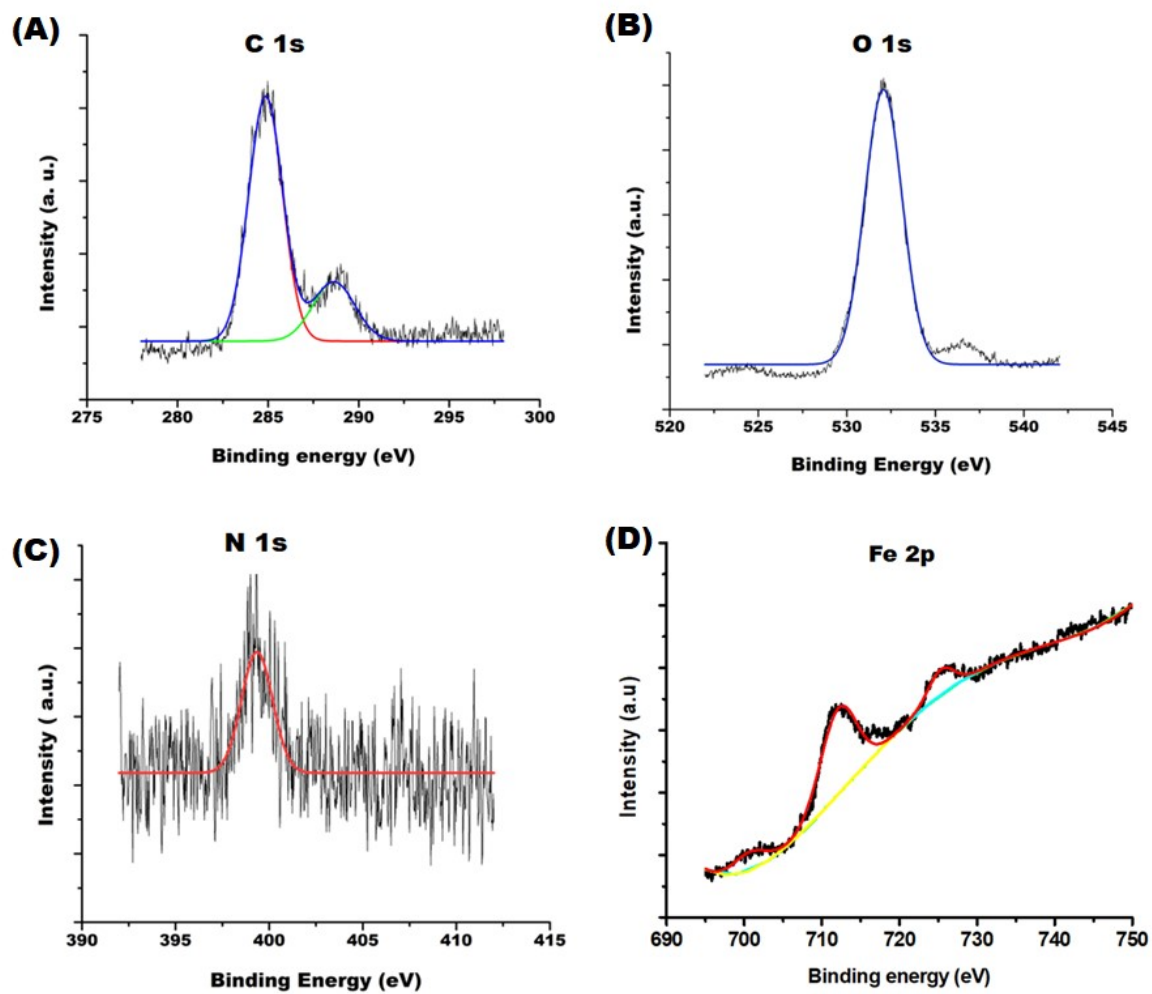 (A)
C 1s
Intensity (a. u.)
275 280 285 290 295 300
Binding energy (eV)
(B)
O 1s
Intensity (a.u.)
520 525 530 535 540 545
Binding Energy (eV)
(C)
N 1s
Intensity ( a.u.)
390 395 400 405 410 415
Binding Energy (eV)
(D)
Fe 2p
Intensity (a.u)
690 700 710 720 730 740 750
Binding energy (eV)